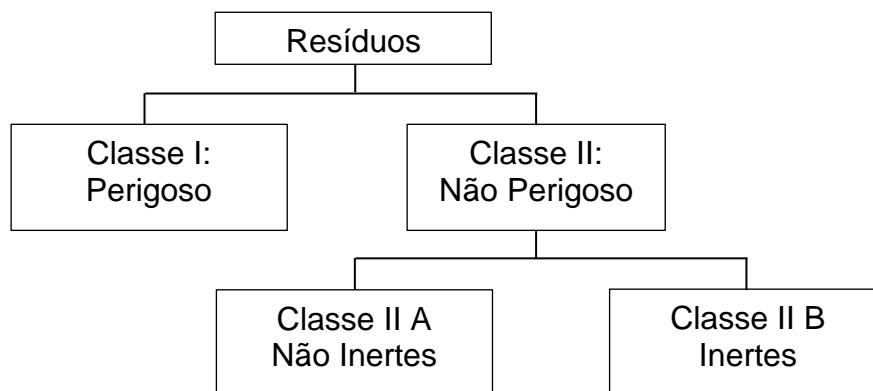 Resíduos
Classe I:
Perigoso
Classe II:
Não Perigoso
Classe II A
Não Inertes
Classe II B
Inertes